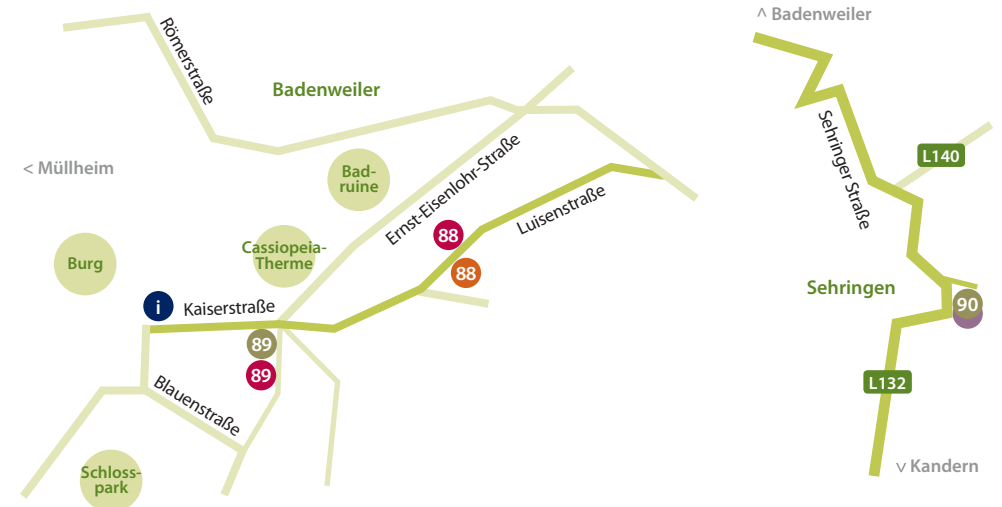 Römerstraße
Badenweiler
< Müllheim
Bad-
ruine
Ernst-Eisenlohr-Straße
Luisenstraße
88
88
Cassiopeia-
Therme
Burg
i
Kaiserstraße
89
89
Blauenstraße
Schloss-
park
^ Badenweiler
Sehringer Straße
L140
Sehringen
90
L132
v Kandern